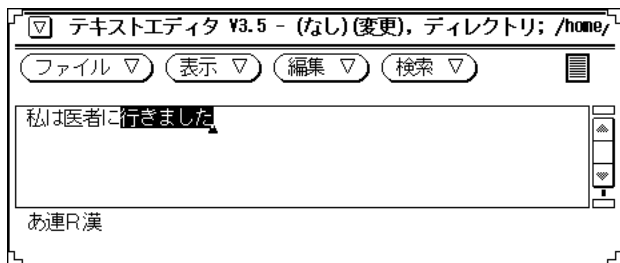 テキストエディタ V3.5 - (なし)(変更), ディレクトリ; /home/
ファイル ▽ 表示 ▽ 編集 ▽ 検索 ▽
私は医者に行きました
あ連R漢